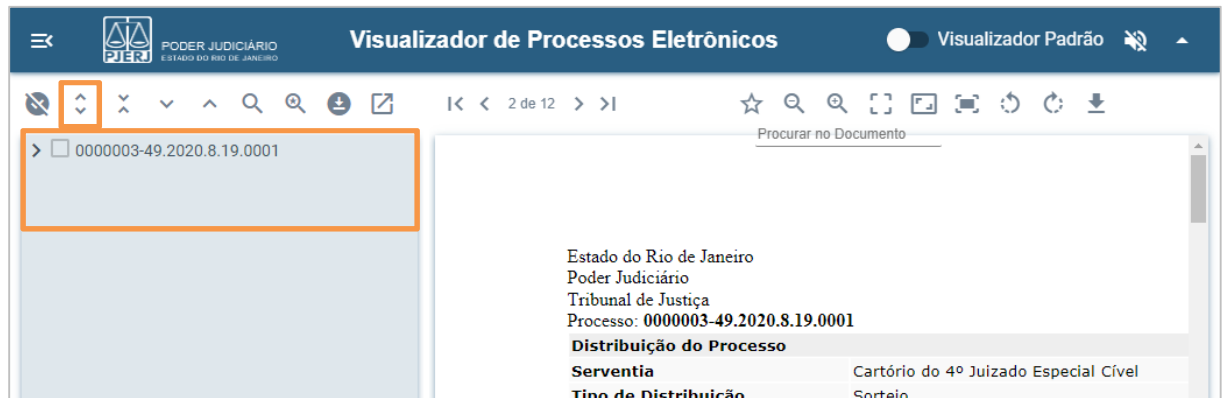 PJERJ
PODER JUDICIÁRIO
ESTADO DO RIO DE JANEIRO
Visualizador de Processos Eletrônicos
Visualizador Padrão
2 de 12
Procurar no Documento
0000003-49.2020.8.19.0001
Estado do Rio de Janeiro
Poder Judiciário
Tribunal de Justiça
Processo: 0000003-49.2020.8.19.0001
Distribuição do Processo
Serventia Cartório do 4º Juizado Especial Cível
Tipo de Distribuição Sorteio